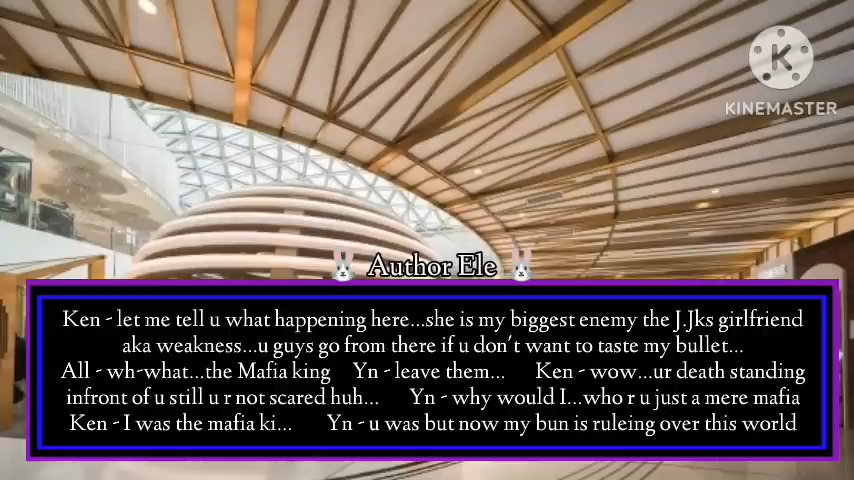 K
KINEMASTER
Author Ele
Ken - let me tell u what happening here...she is my biggest enemy the J.Jks girlfriend
aka weakness...u guys go from there if u don't want to taste my bullet...
All - wh-what...the Mafia king Yn - leave them... Ken - wow...ur death standing
infront of u still u r not scared huh... Yn - why would I...who r u just a mere mafia
Ken - I was the mafia ki... Yn - u was but now my bun is ruleing over this world